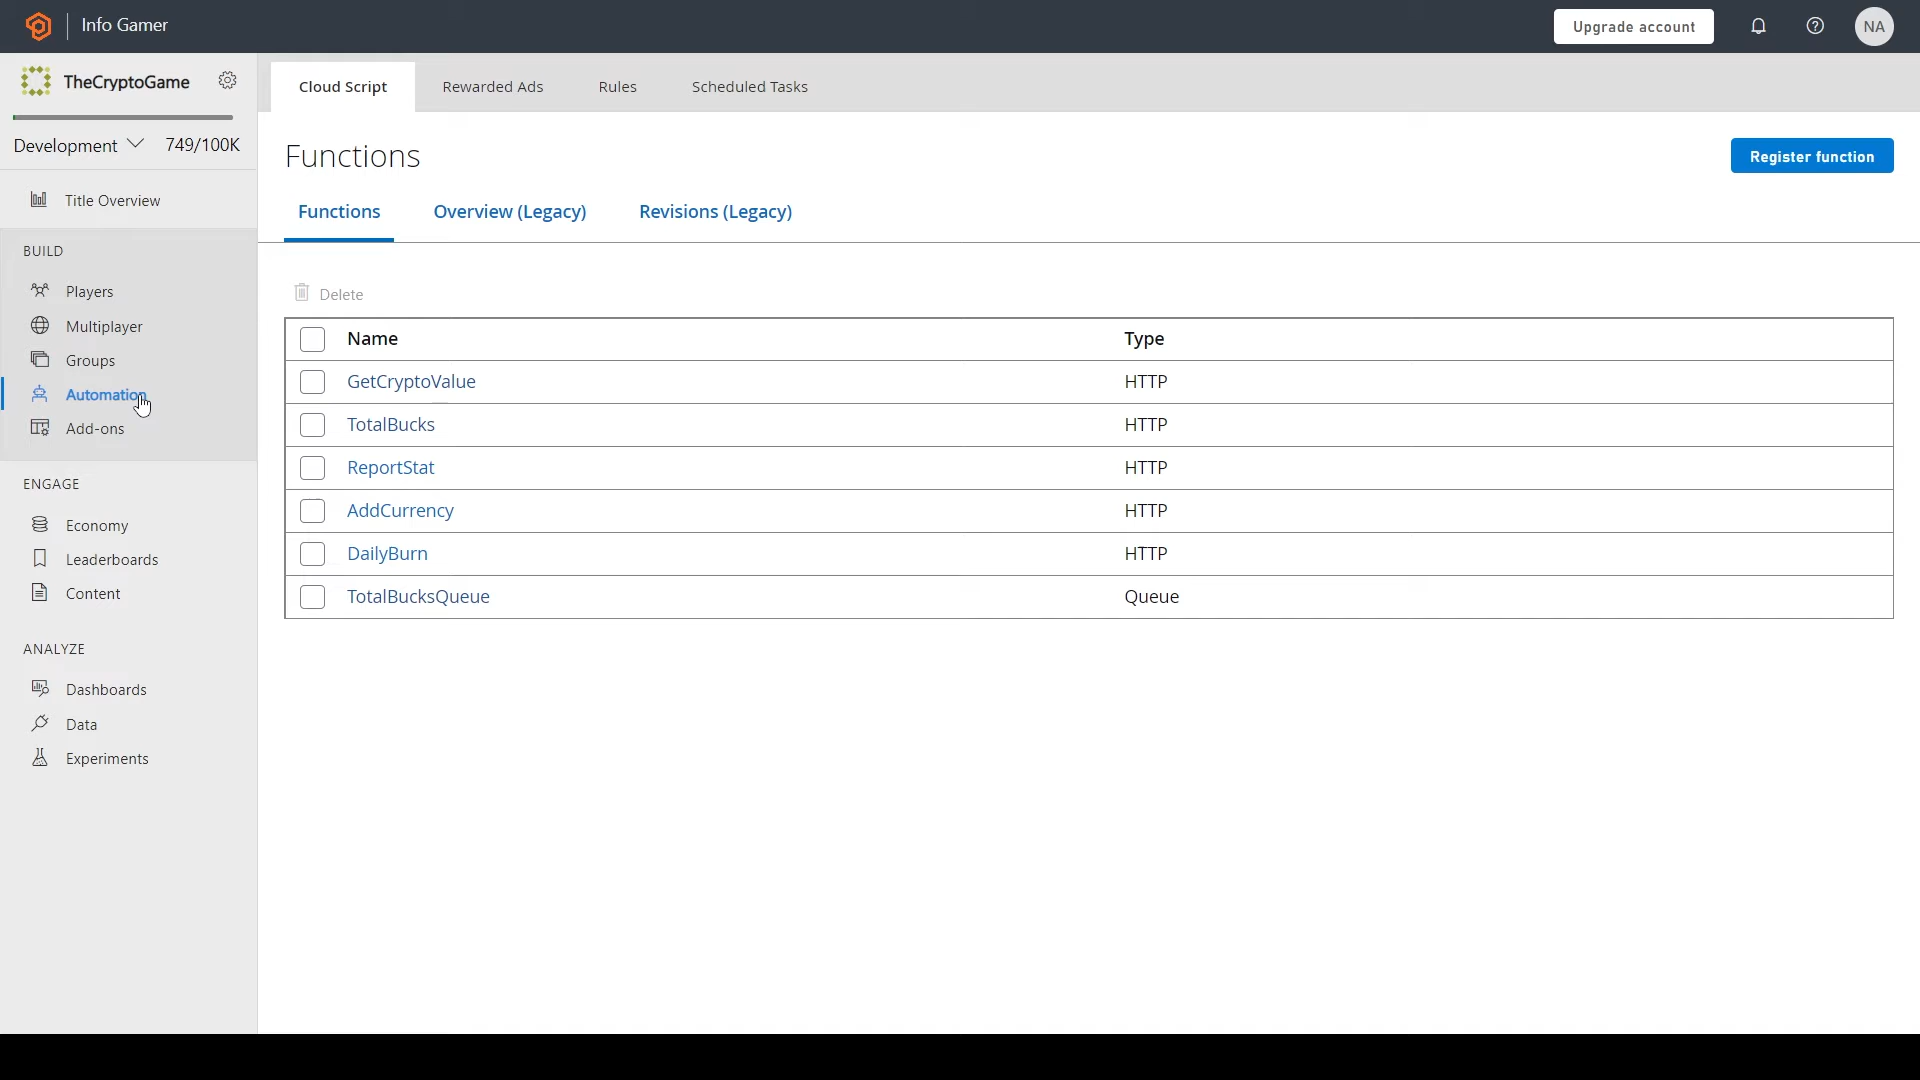 Info Gamer
Upgrade account
NA
TheCryptoGame
Development
749/100K
Title Overview
BUILD
Players
Multiplayer
Groups
Automation
Add-ons
ENGAGE
Economy
Leaderboards
Content
ANALYZE
Dashboards
Data
Experiments
Cloud Script
Rewarded Ads
Rules
Scheduled Tasks
Functions
Register function
Functions
Overview (Legacy)
Revisions (Legacy)
Delete
Name Type
GetCryptoValue HTTP
TotalBucks HTTP
ReportStat HTTP
AddCurrency HTTP
DailyBurn HTTP
TotalBucksQueue Queue